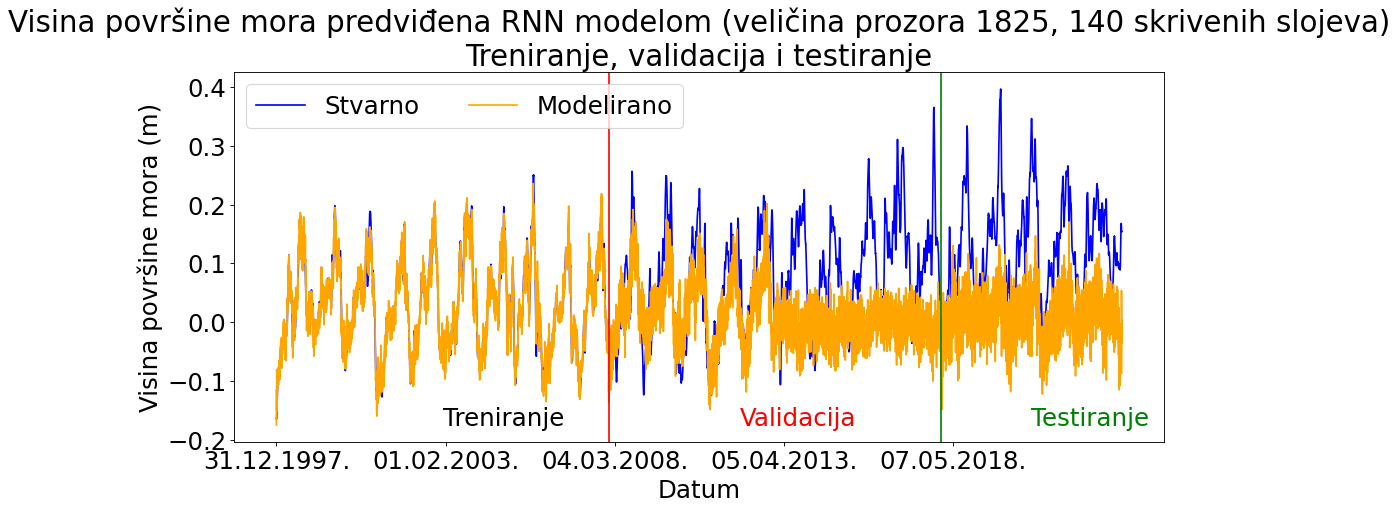 Visina površine mora predviđena RNN modelom (veličina prozora 1825, 140 skrivenih slojeva)
Treniranje, validacija i testiranje
Stvarno
Modelirano
Visina površine mora (m)
0.4
0.3
0.2
0.1
0.0
−0.1
−0.2
Treniranje
Validacija
Testiranje
31.12.1997.
01.02.2003.
04.03.2008.
05.04.2013.
07.05.2018.
Datum